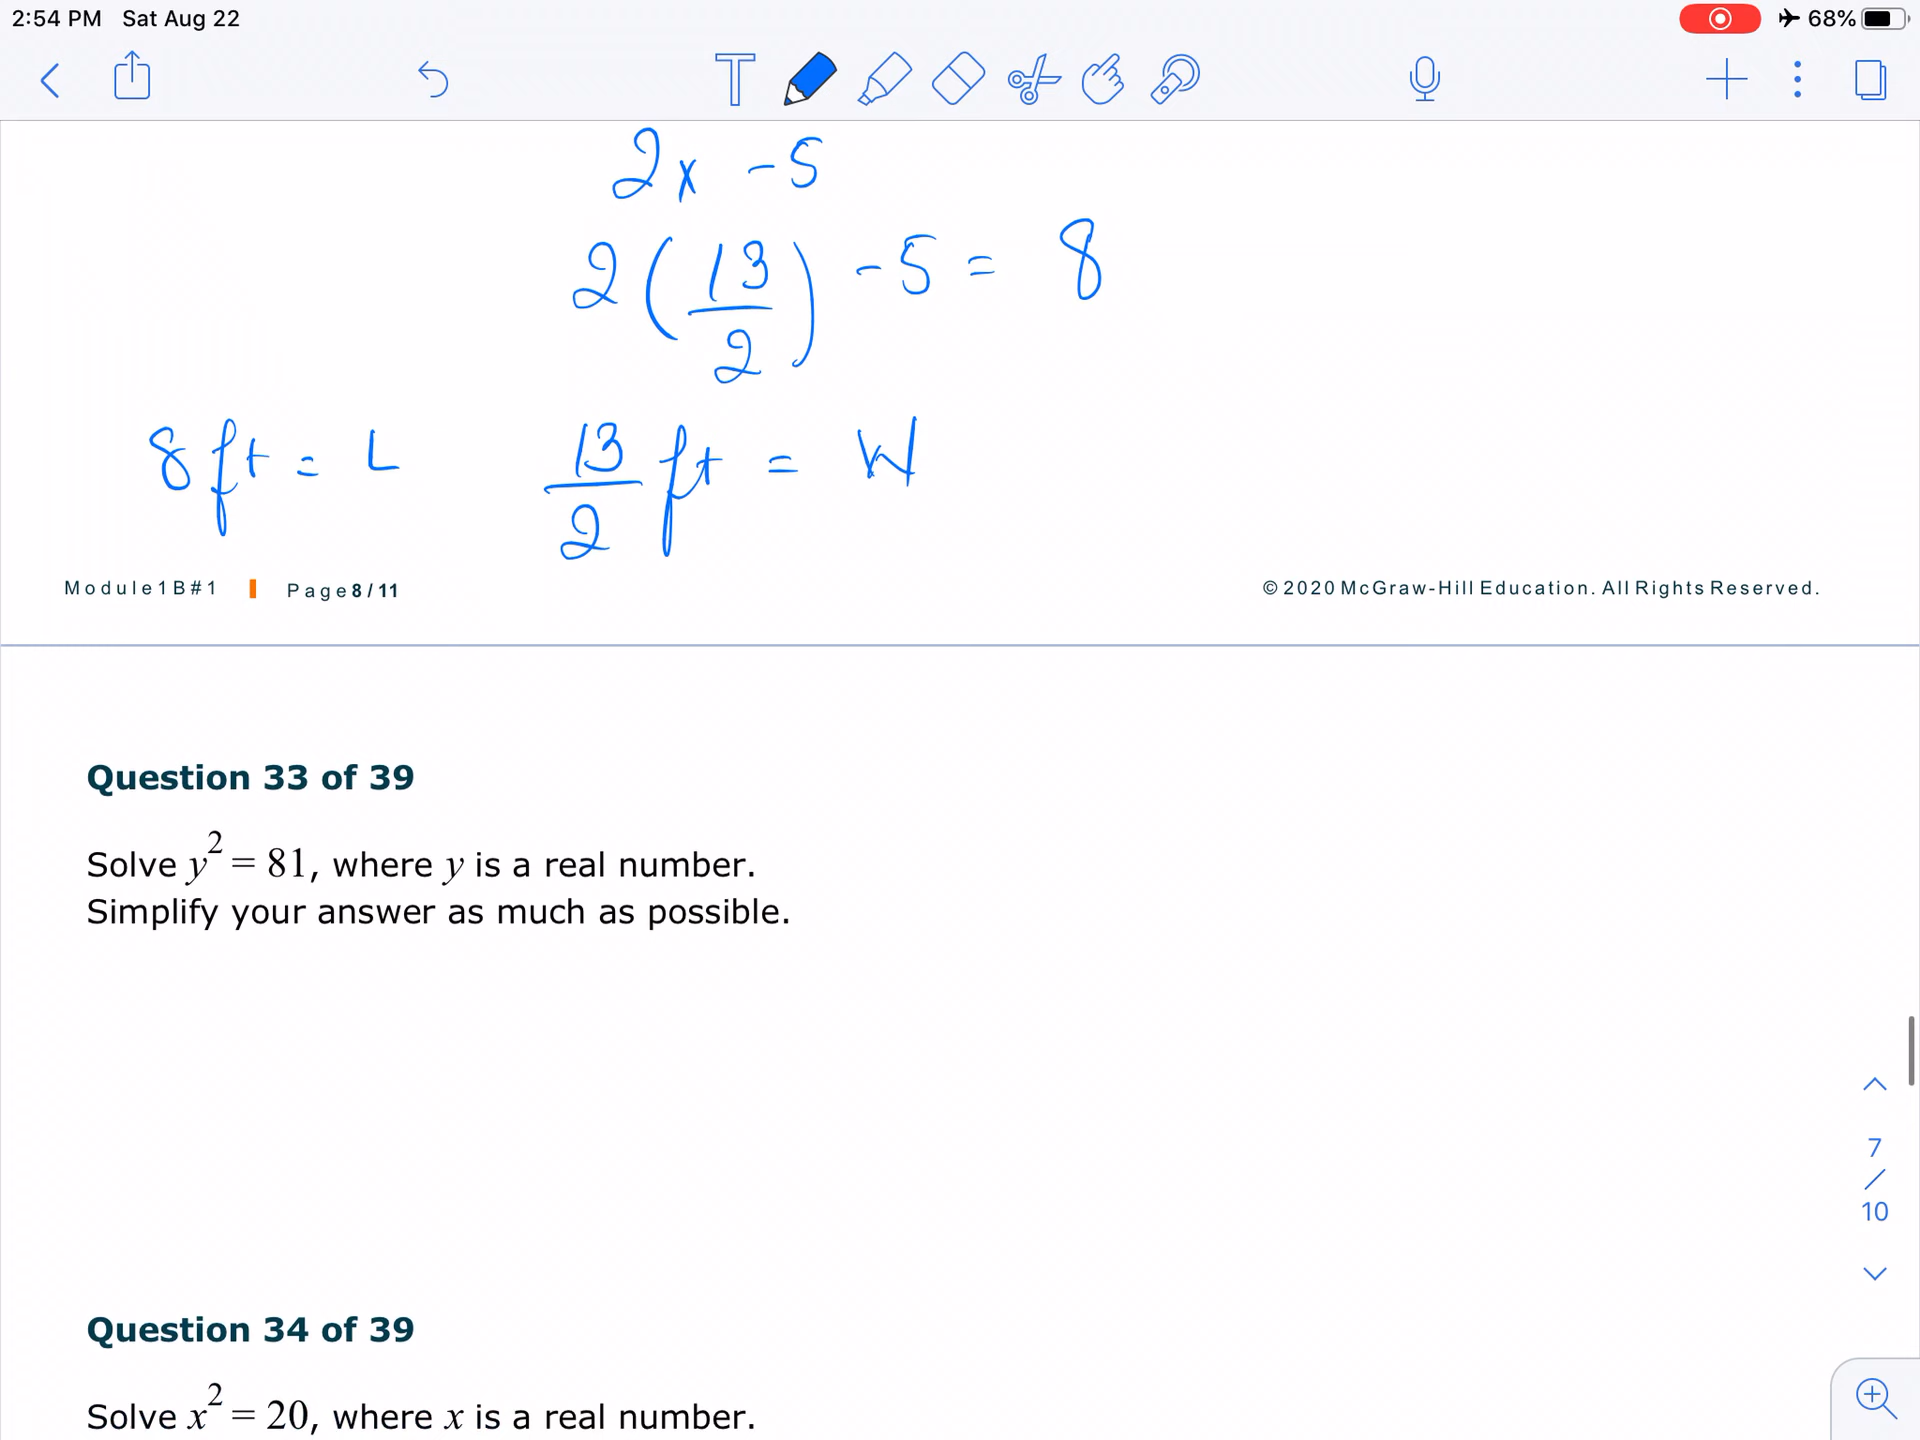 2:54 PM Sat Aug 22 68%
T
2x - 5
2(13/2) - 5 = 8
8 ft = L 13/2 ft = W
Module1B#1 Page8/11 ©2020 McGraw-Hill Education. All Rights Reserved.
Question 33 of 39
Solve y² = 81, where y is a real number.
Simplify your answer as much as possible.
7
/
10
Question 34 of 39
Solve x² = 20, where x is a real number.